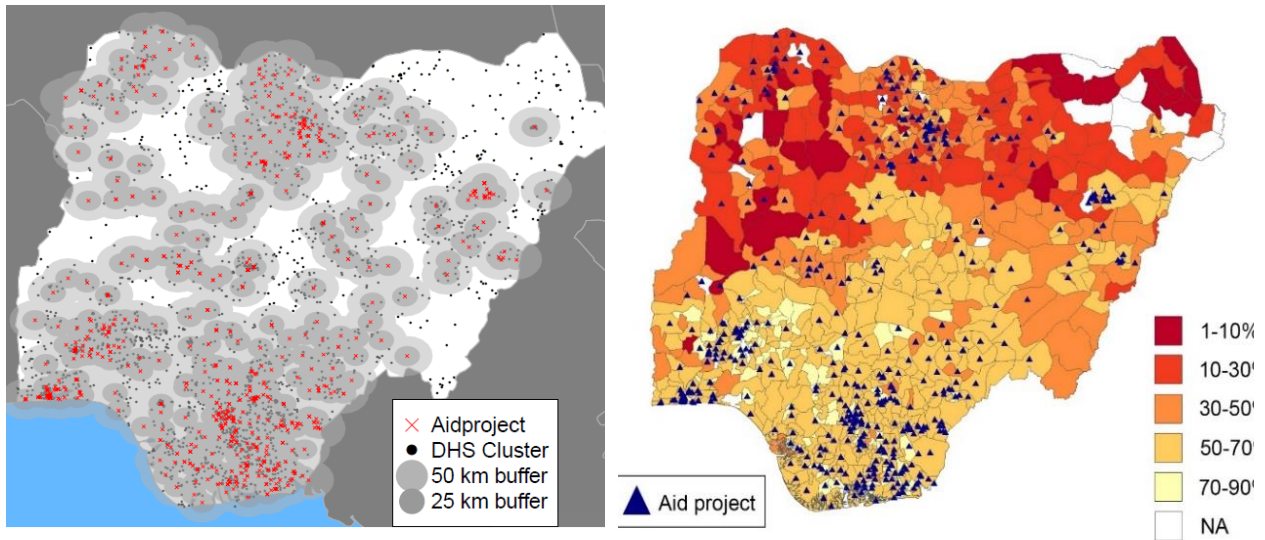 Aidproject
DHS Cluster
50 km buffer
25 km buffer
Aid project
1-10%
10-30
30-50
50-70
70-90
NA